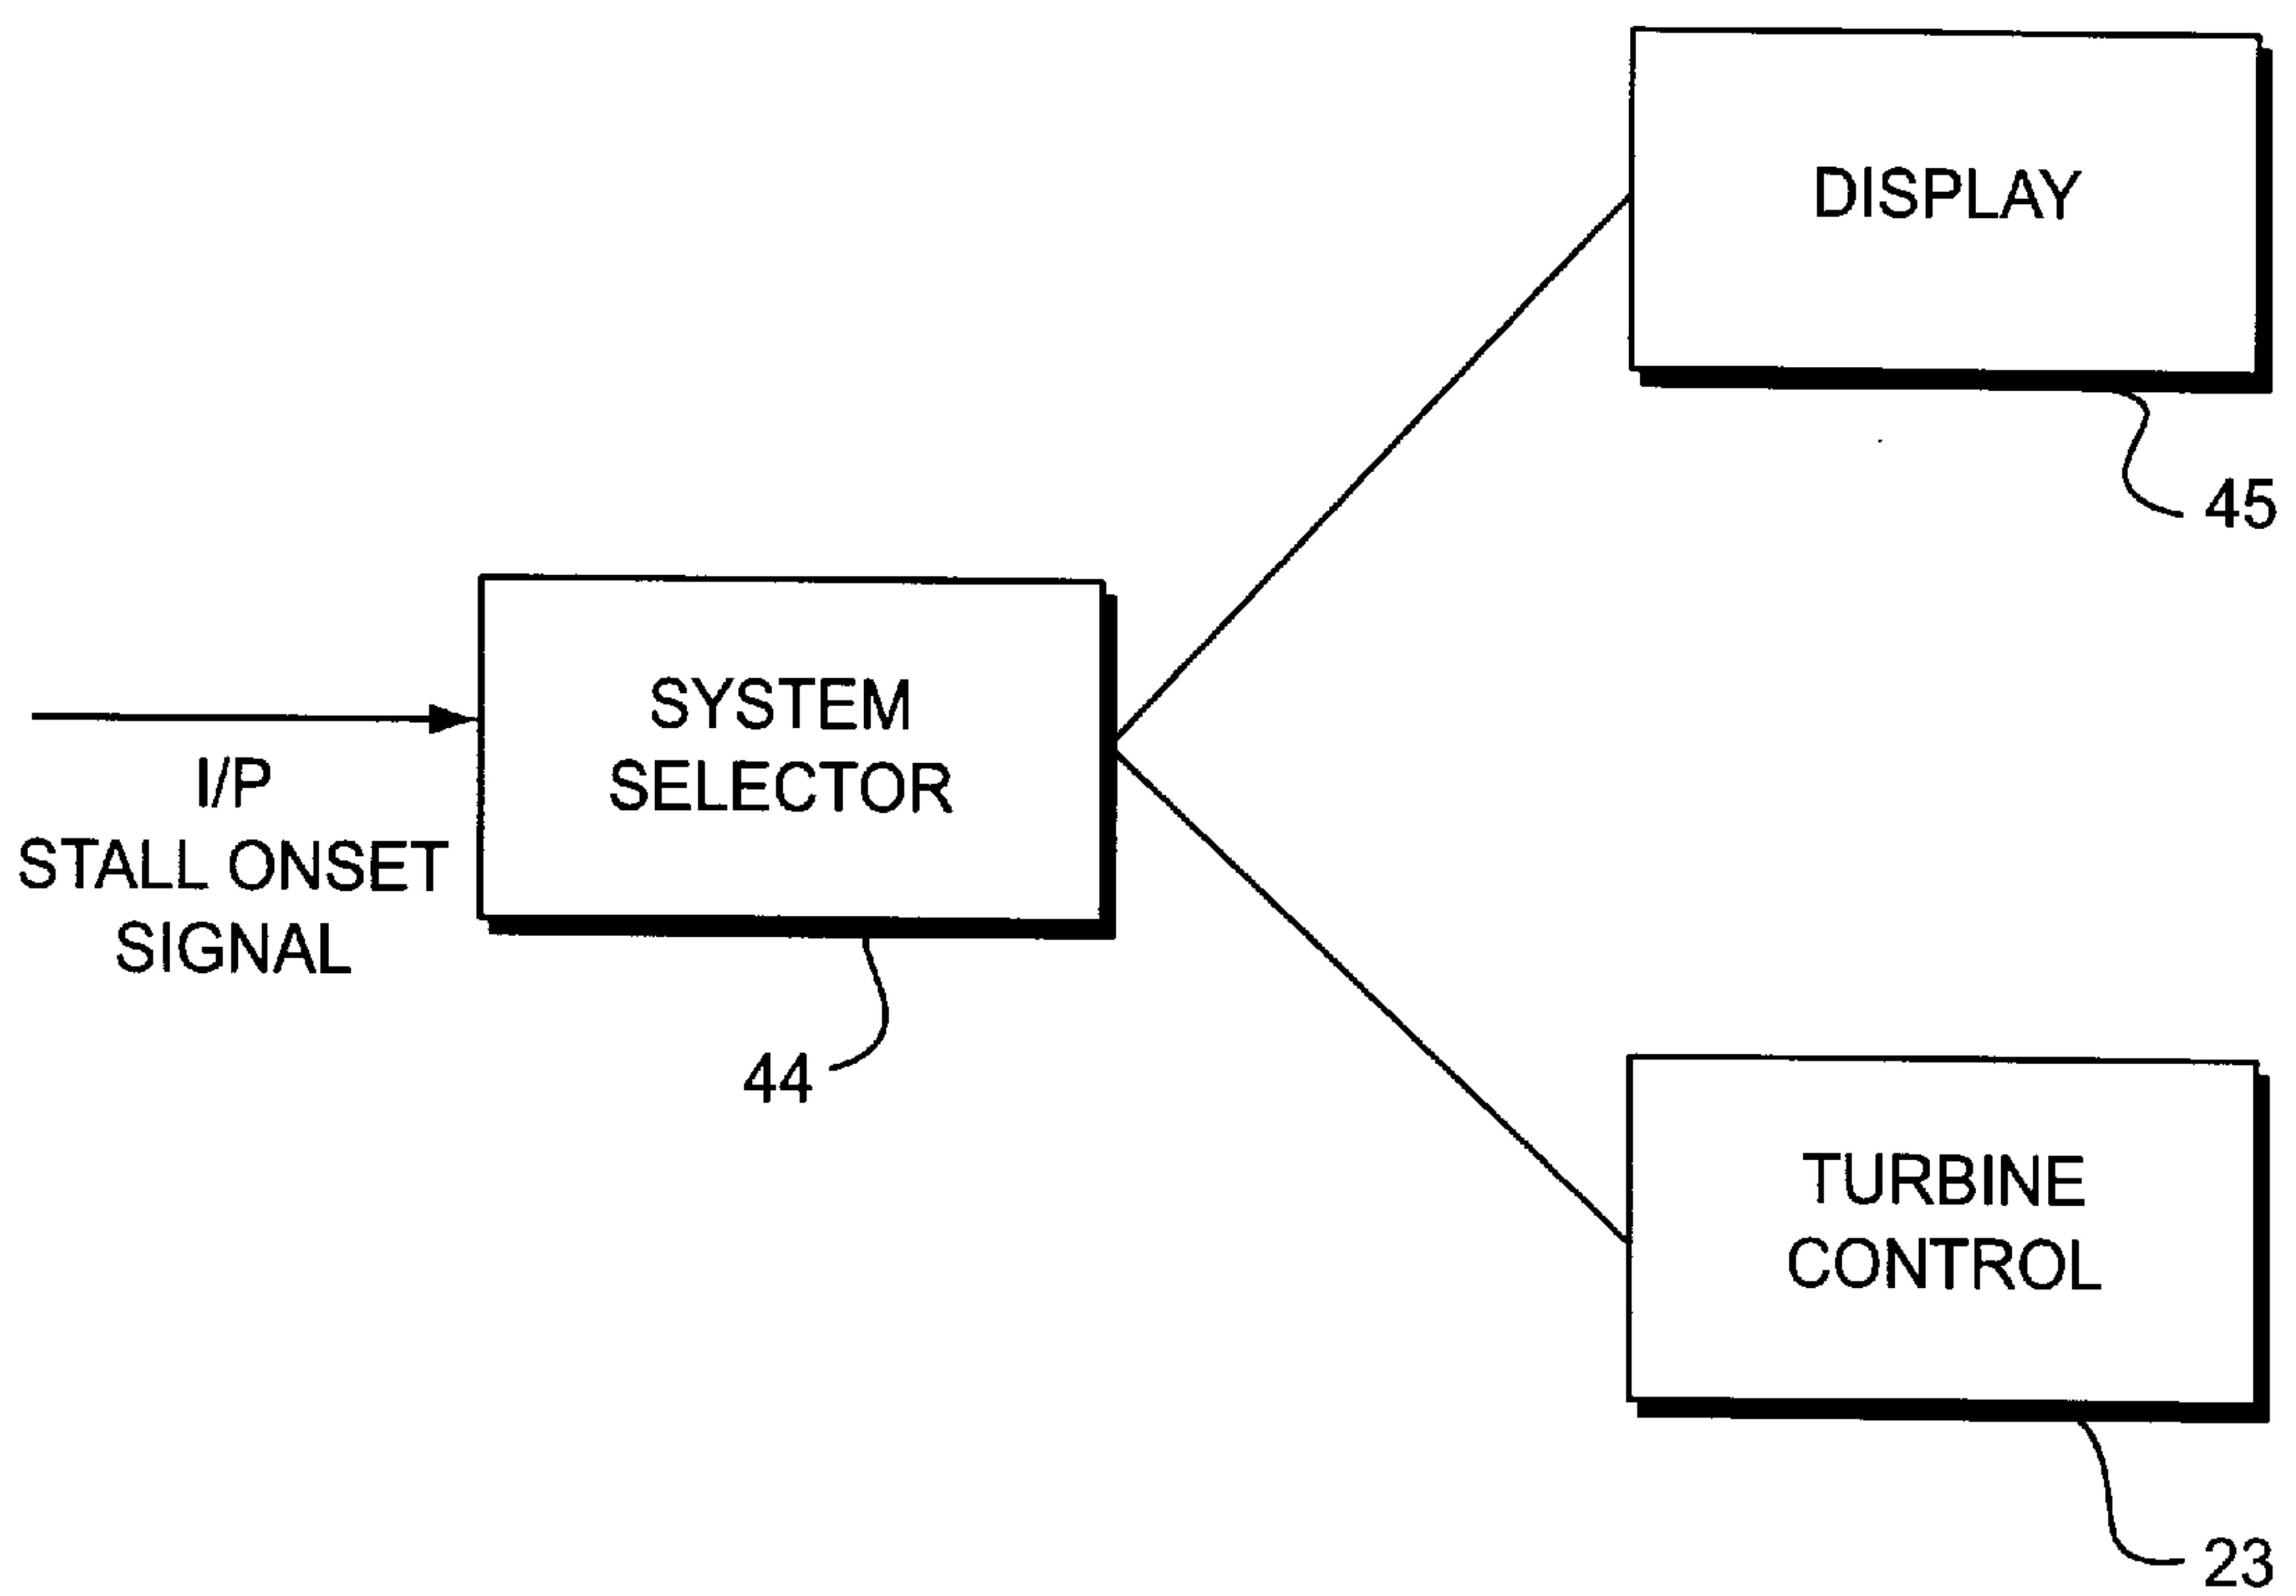 DISPLAY
45
SYSTEM
SELECTOR
I/P
STALL ONSET
SIGNAL
44
TURBINE
CONTROL
23